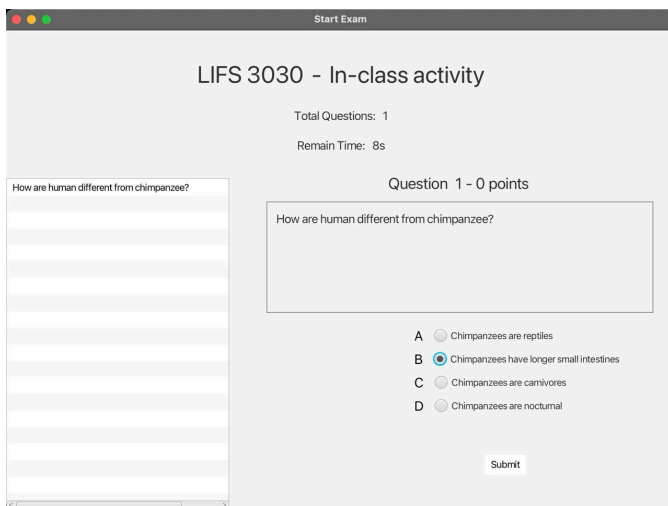 Start Exam
LIFS 3030 - In-class activity
Total Questions: 1
Remain Time: 8s
How are human different from chimpanzee?
Question 1 - 0 points
How are human different from chimpanzee?
A Chimpanzees are reptiles
B Chimpanzees have longer small intestines
C Chimpanzees are carnivores
D Chimpanzees are nocturnal
Submit